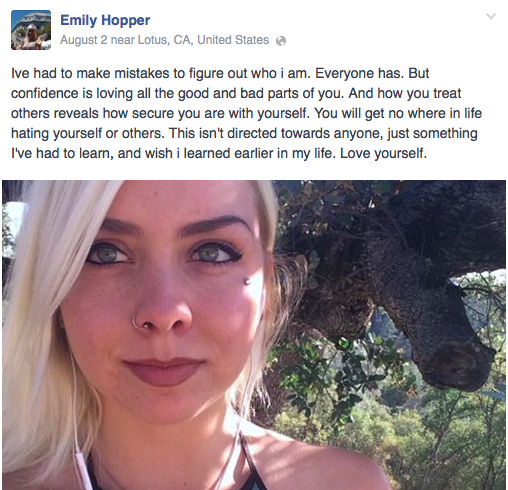 Emily Hopper
August 2 near Lotus, CA, United States
Ive had to make mistakes to figure out who i am. Everyone has. But
confidence is loving all the good and bad parts of you. And how you treat
others reveals how secure you are with yourself. You will get no where in life
hating yourself or others. This isn't directed towards anyone, just something
I've had to learn, and wish i learned earlier in my life. Love yourself.